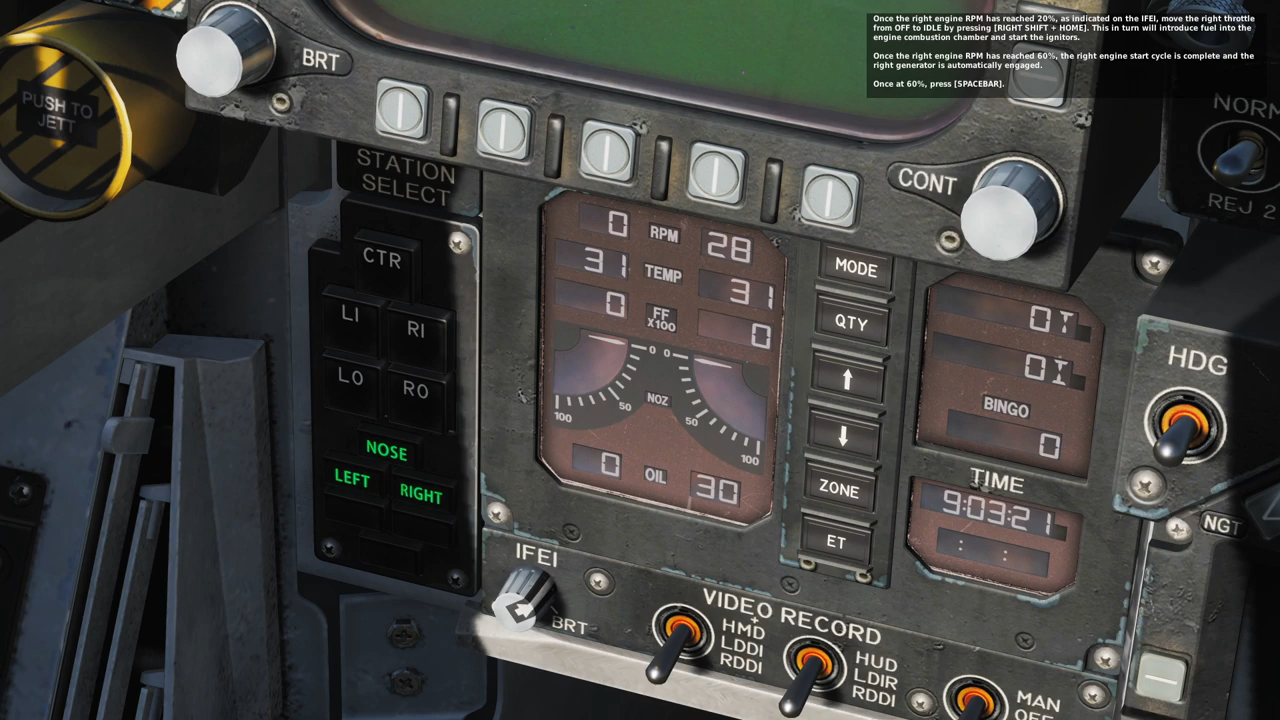 Once the right engine RPM has reached 20%, as indicated on the IFEI, move the right throttle
from OFF to IDLE by pressing [RIGHT SHIFT + HOME]. This in turn will introduce fuel into the
engine combustion chamber and start the ignitors.
Once the right engine RPM has reached 60%, the right engine start cycle is complete and the
right generator is automatically engaged.
Once at 60%, press [SPACEBAR].
BRT
PUSH TO
JETT
NORM
REJ 2
CONT
STATION
SELECT
CTR
LI
RI
LO
RO
NOSE
LEFT
RIGHT
0 RPM 28
31 TEMP 31
0 FF
X100 0
0 0
50 NOZ 50
100 100
0 OIL 30
MODE
QTY
ZONE
ET
0T
0I
BINGO
0
TIME
9:03:21
: :
HDG
NGT
IFEI
BRT
VIDEO RECORD
HMD
LDDI
RDDI
HUD
LDIR
RDDI
MAN
OFF